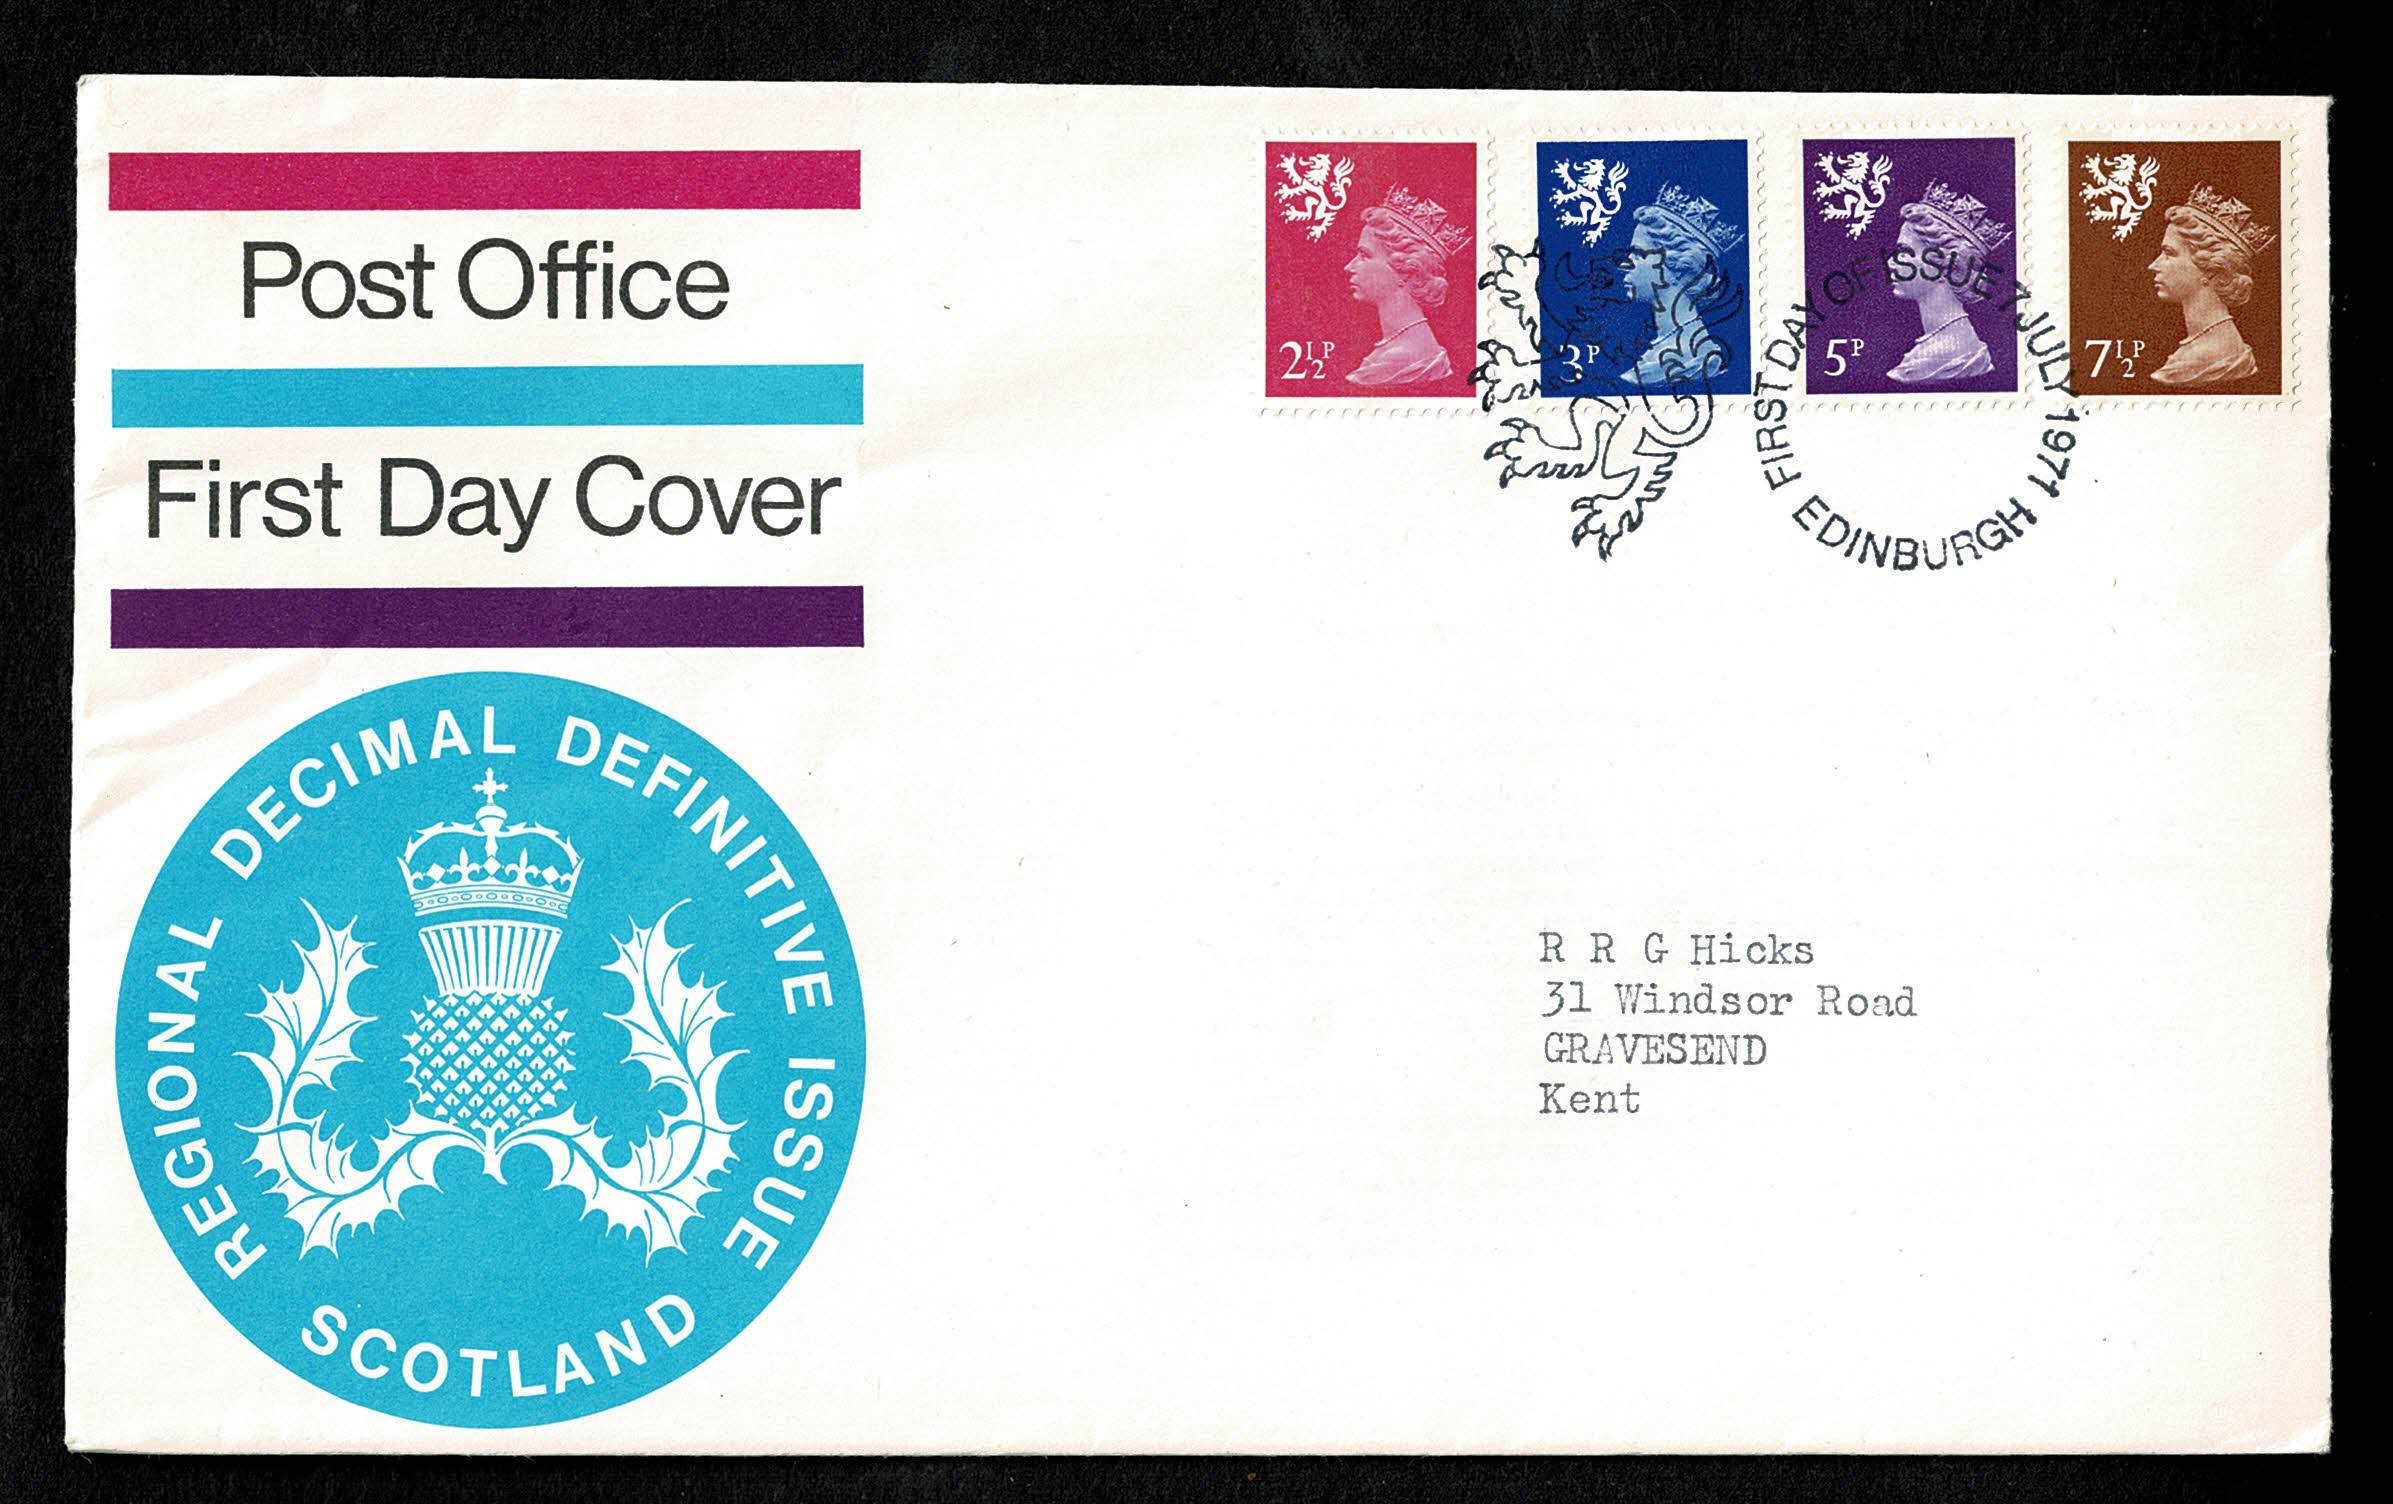 Post Office
First Day Cover
REGIONAL DECIMAL DEFINITIVE ISSUE
SCOTLAND
2½P
3P
5P
7½P
FIRST DAY OF ISSUE 7 JULY 1971
EDINBURGH
R R G Hicks
31 Windsor Road
GRAVESEND
Kent